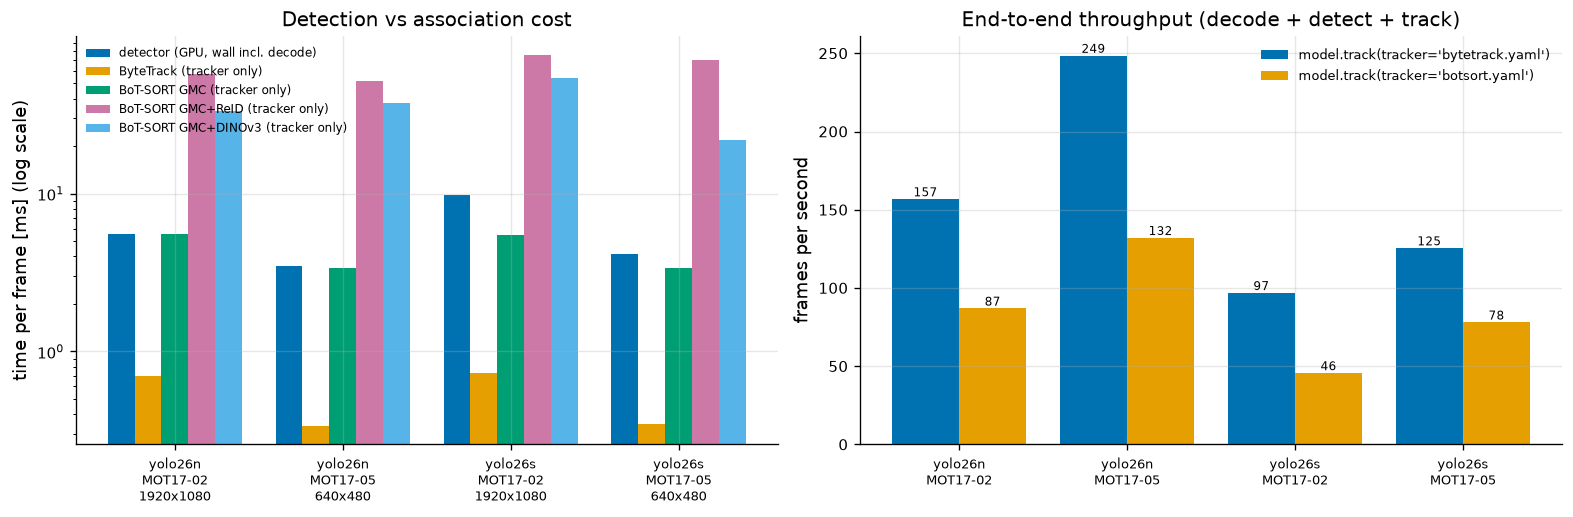 Detection vs association cost
time per frame [ms] (log scale)
10¹
10⁰
detector (GPU, wall incl. decode)
ByteTrack (tracker only)
BoT-SORT GMC (tracker only)
BoT-SORT GMC+ReID (tracker only)
BoT-SORT GMC+DINOv3 (tracker only)
yolo26n
MOT17-02
1920x1080
yolo26n
MOT17-05
640x480
yolo26s
MOT17-02
1920x1080
yolo26s
MOT17-05
640x480
End-to-end throughput (decode + detect + track)
frames per second
250
200
150
100
50
0
model.track(tracker='bytetrack.yaml')
model.track(tracker='botsort.yaml')
157
87
249
132
97
46
125
78
yolo26n
MOT17-02
yolo26n
MOT17-05
yolo26s
MOT17-02
yolo26s
MOT17-05